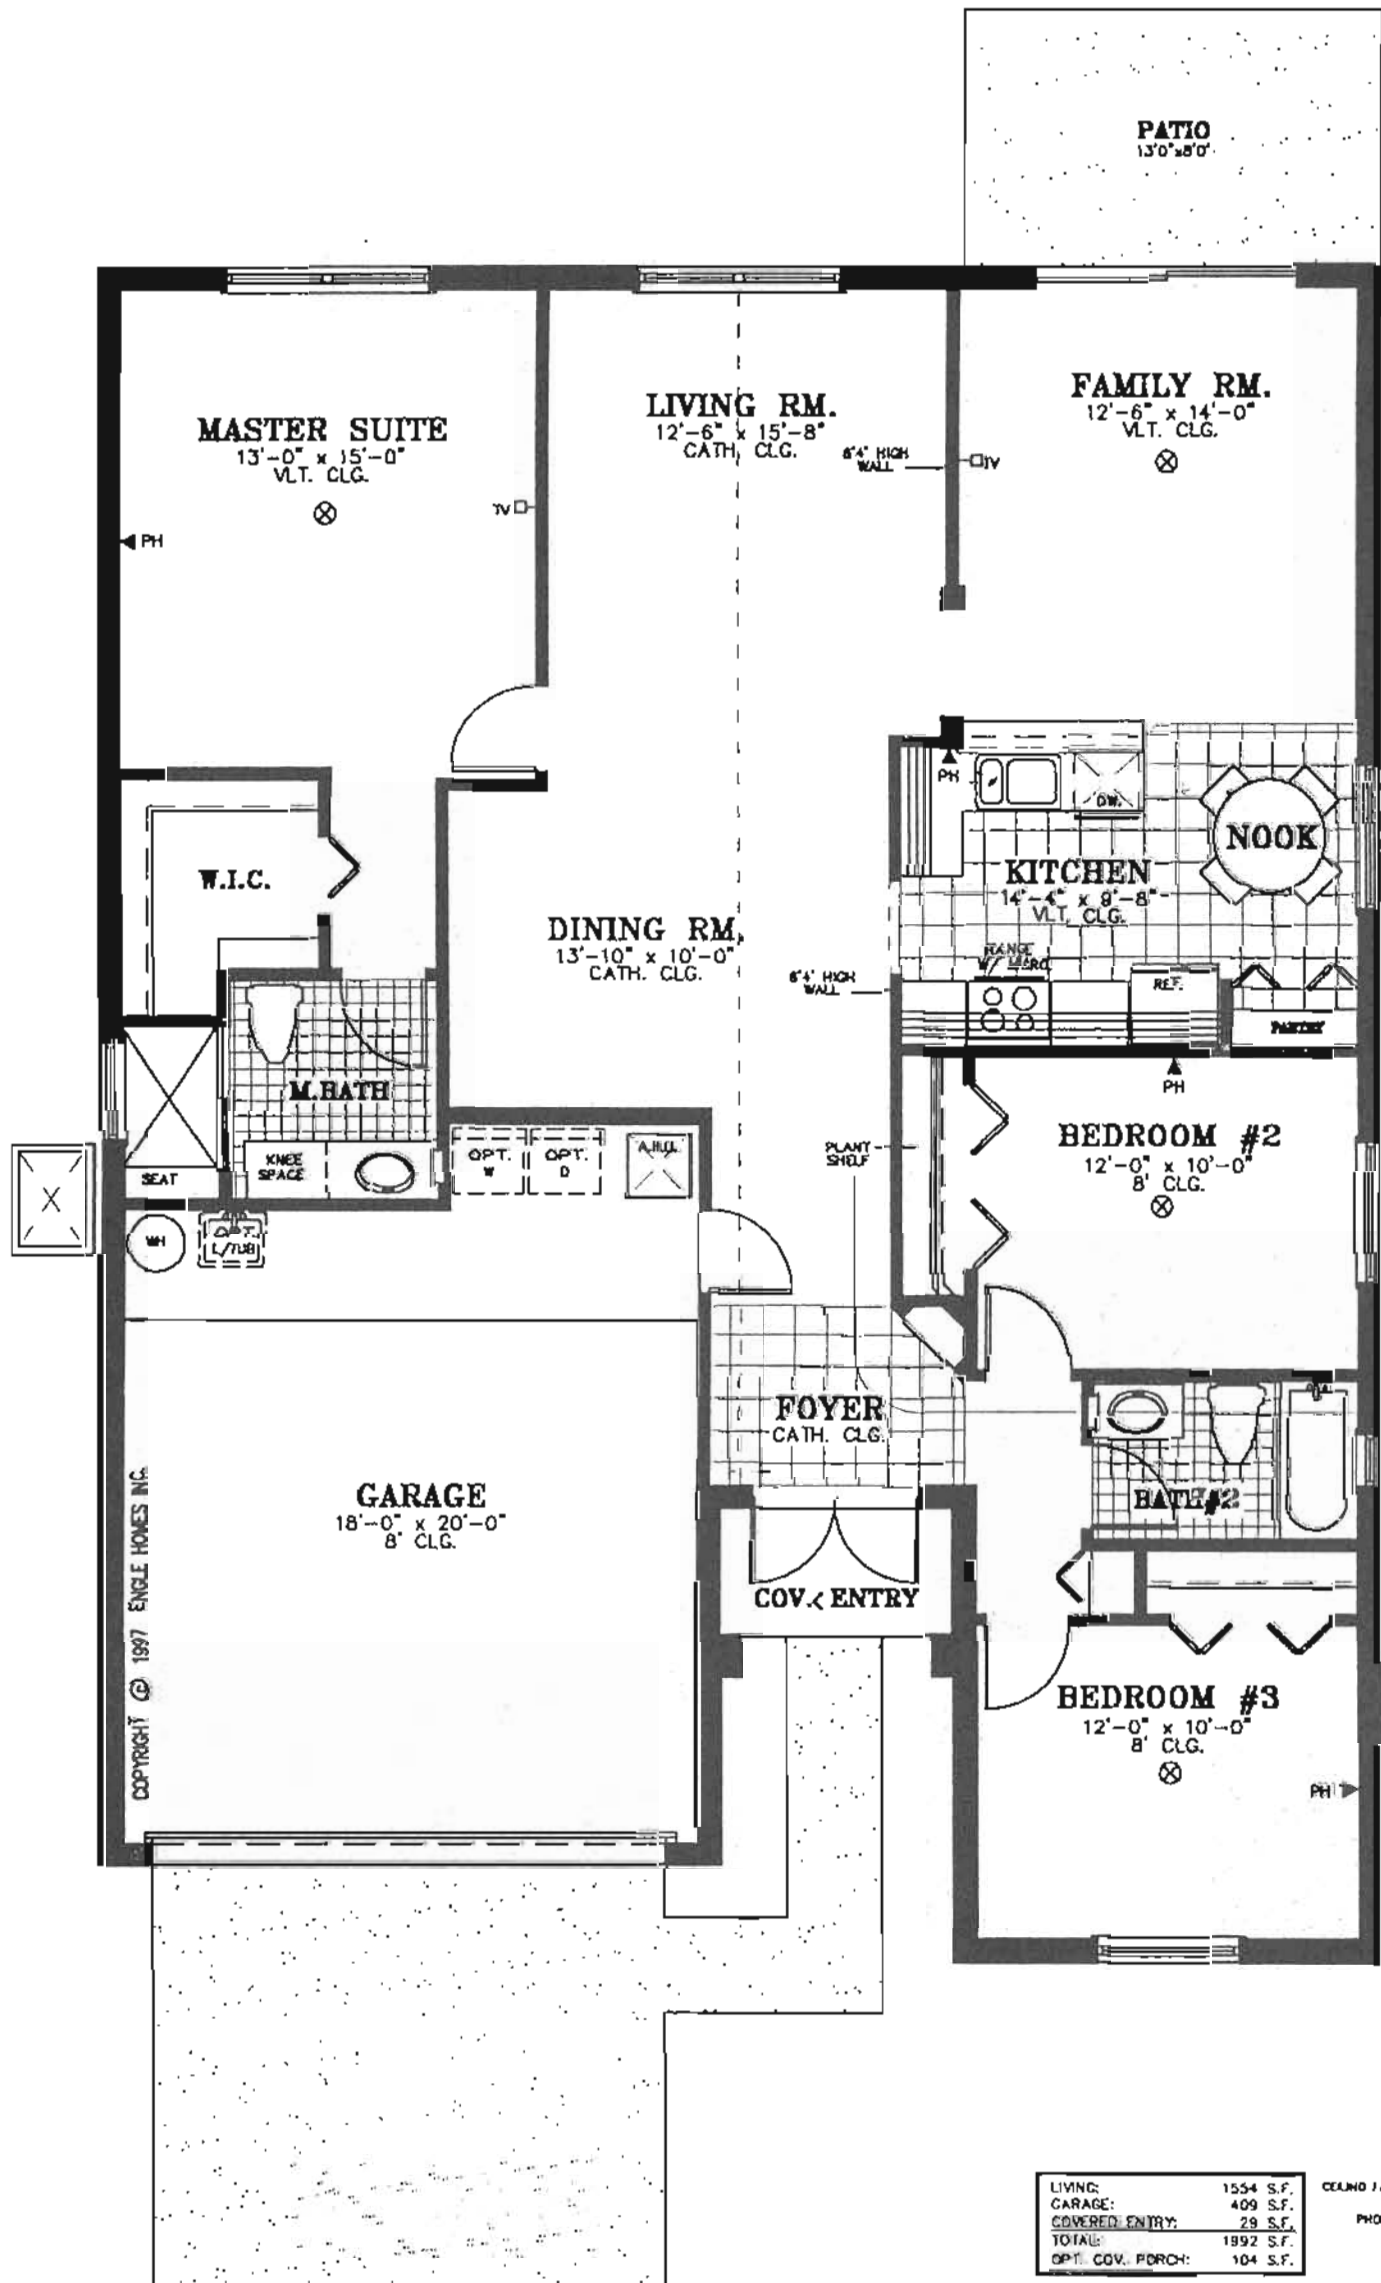 PATIO
13'0"x8'0"
MASTER SUITE
13'-0" x 15'-0"
VLT. CLG.
TV
PH
LIVING RM.
12'-6" x 15'-8"
CATH. CLG.
8'4" HIGH
WALL
FAMILY RM.
12'-6" x 14'-0"
VLT. CLG.
TV
W.I.C.
DINING RM.
13'-10" x 10'-0"
CATH. CLG.
8'4" HIGH
WALL
PH
DW.
NOOK
KITCHEN
14'-4" x 9'-8"
VLT. CLG.
RANGE
REF.
PANTRY
M.BATH
KNEE
SPACE
SEAT
OPT.
W
OPT.
D
A.H.U.
WH
OPT.
L/TUB
PLANT
SHELF
PH
BEDROOM #2
12'-0" x 10'-0"
8' CLG.
FOYER
CATH. CLG.
BATH#2
GARAGE
18'-0" x 20'-0"
8' CLG.
COV. ENTRY
BEDROOM #3
12'-0" x 10'-0"
8' CLG.
PH
COPYRIGHT © 1997 ENGLE HOMES INC.
LIVING: 1554 S.F.
GARAGE: 409 S.F.
COVERED ENTRY: 29 S.F.
TOTAL: 1992 S.F.
OPT. COV. PORCH: 104 S.F.